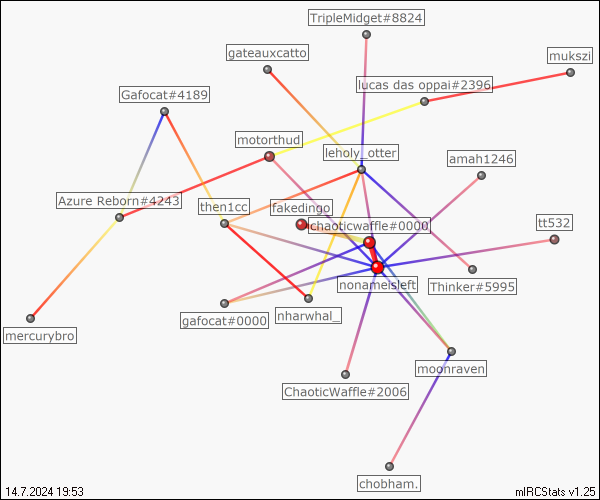 TripleMidget#8824
gateauxcatto
mukszi
lucas das oppai#2396
Gafocat#4189
motorthud
leholy_otter
amah1246
Azure Reborn#4243
then1cc
fakedingo
chaoticwaffle#0000
tt532
nonameisleft
Thinker#5995
gafocat#0000
nharwhal_
mercurybro
moonraven
ChaoticWaffle#2006
chobham.
14.7.2024 19:53
mIRCStats v1.25